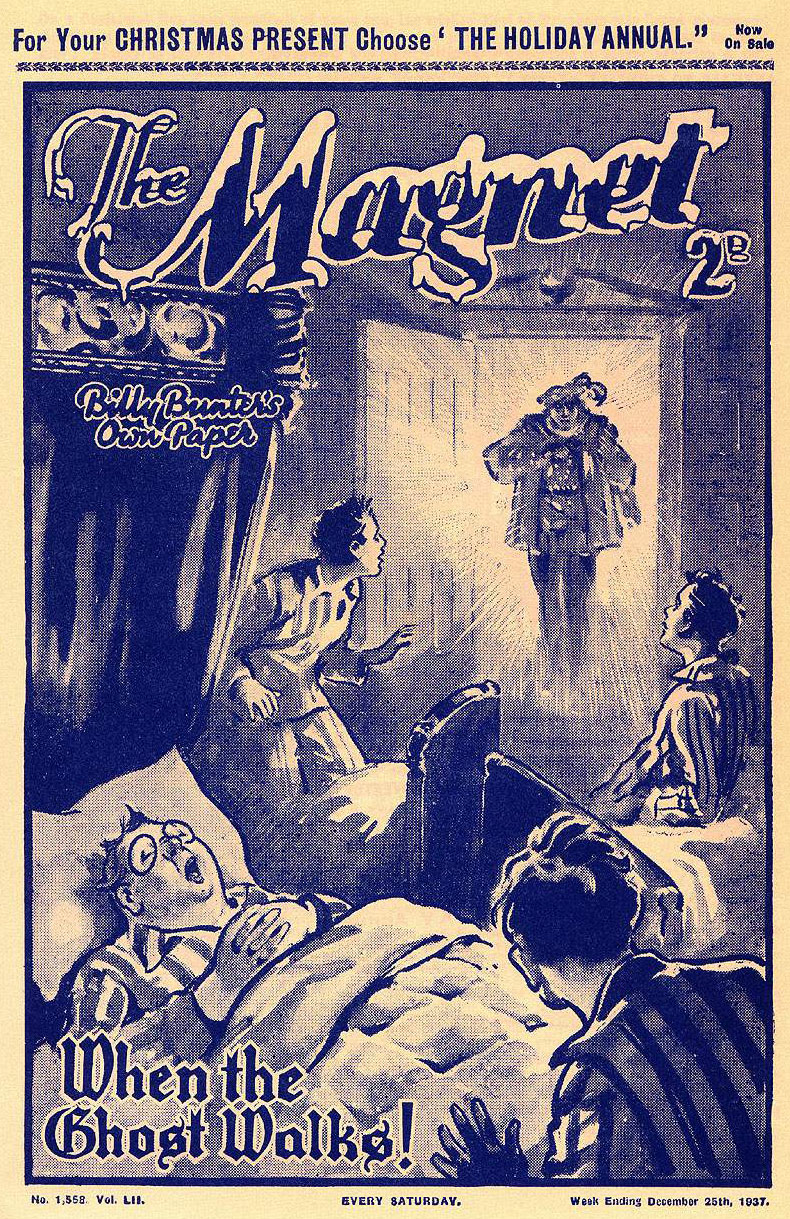 For Your CHRISTMAS PRESENT Choose ‘ THE HOLIDAY ANNUAL.” Now On Sale
The Magnet
2D
Billy Bunter's
Own Paper
When the
Ghost Walks!
No. 1,558. Vol. LII. EVERY SATURDAY. Week Ending December 25th, 1937.